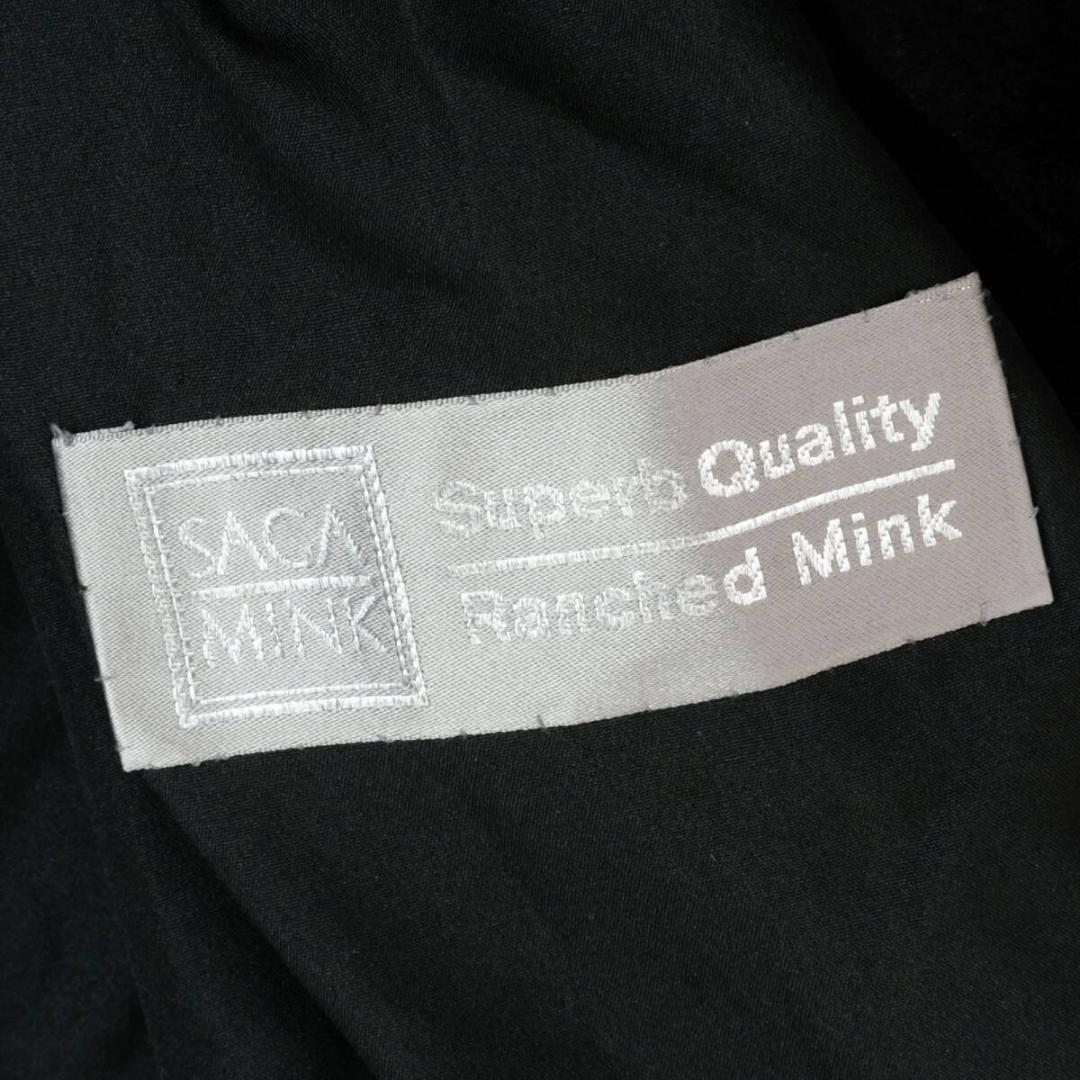 SAGA
MINK
Superb Quality
Ranched Mink